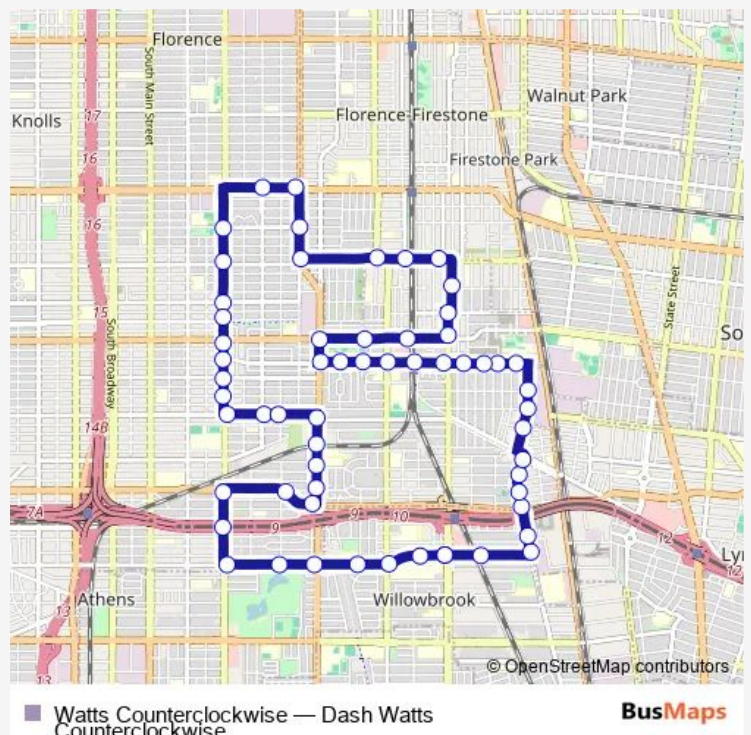 Florence
South Main Street
Walnut Park
17
Knolls
Florence-Firestone
16
Firestone Park
16
State Street
15
South Broadway
So
14B
7A
9
9
10
12
Ly
12
Athens
Willowbrook
13
13
© OpenStreetMap contributors
Watts Counterclockwise — Dash Watts
Counterclockwise
BusMaps